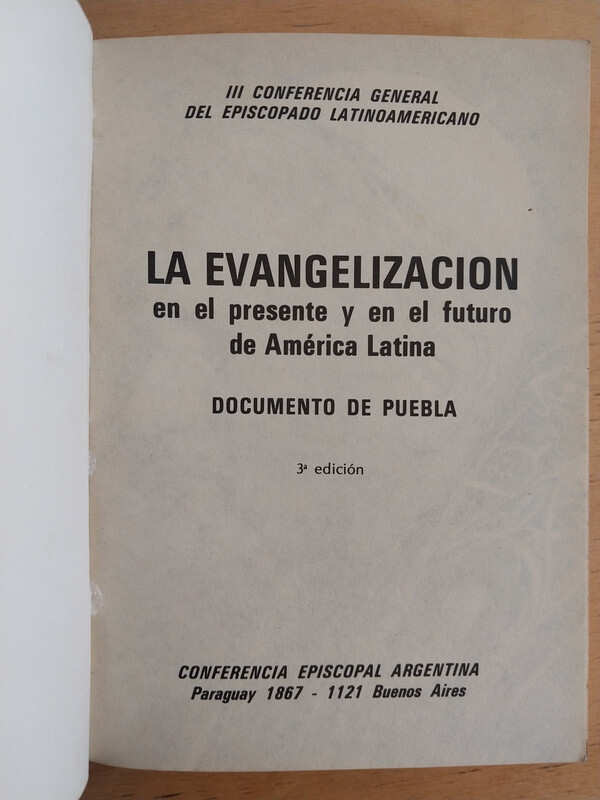 III CONFERENCIA GENERAL
DEL EPISCOPADO LATINOAMERICANO
LA EVANGELIZACION
en el presente y en el futuro
de América Latina
DOCUMENTO DE PUEBLA
3ª edición
CONFERENCIA EPISCOPAL ARGENTINA
Paraguay 1867 - 1121 Buenos Aires